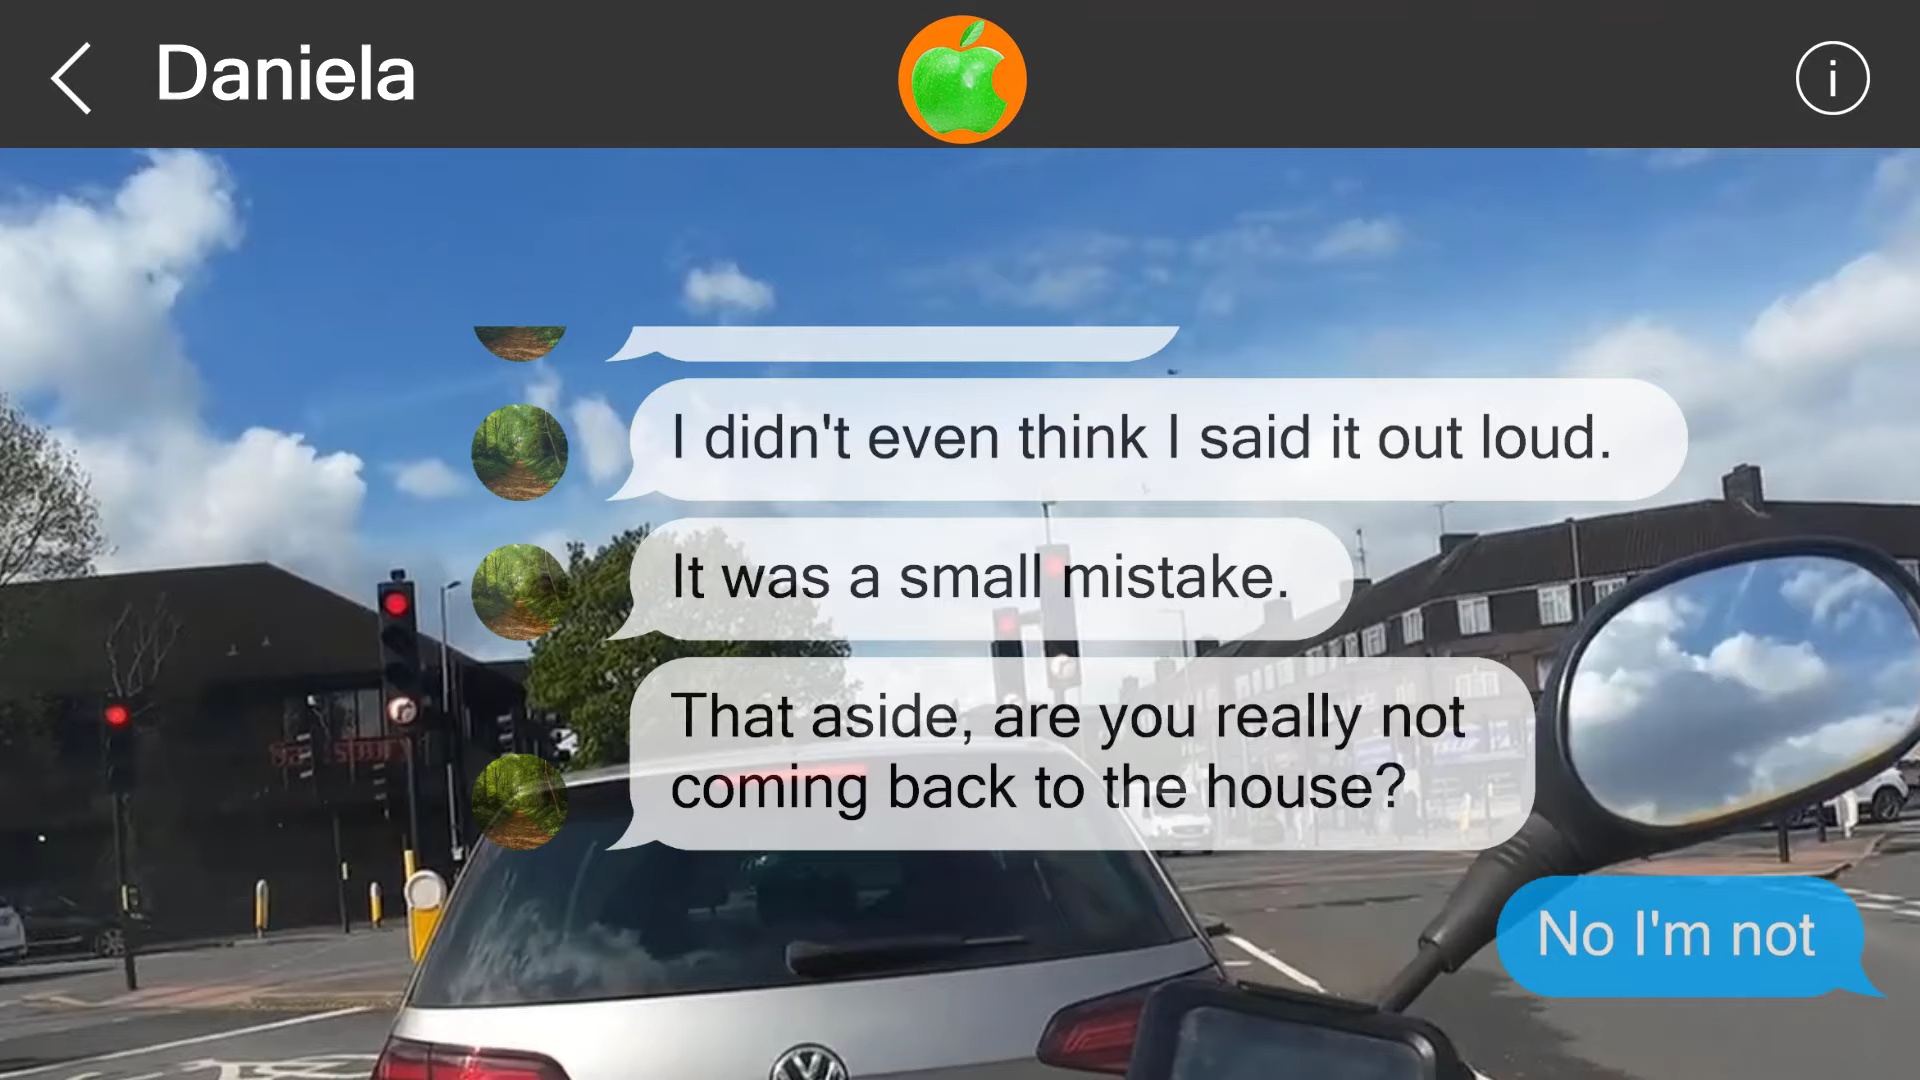 Daniela
I didn't even think I said it out loud.
It was a small mistake.
That aside, are you really not
coming back to the house?
No I'm not